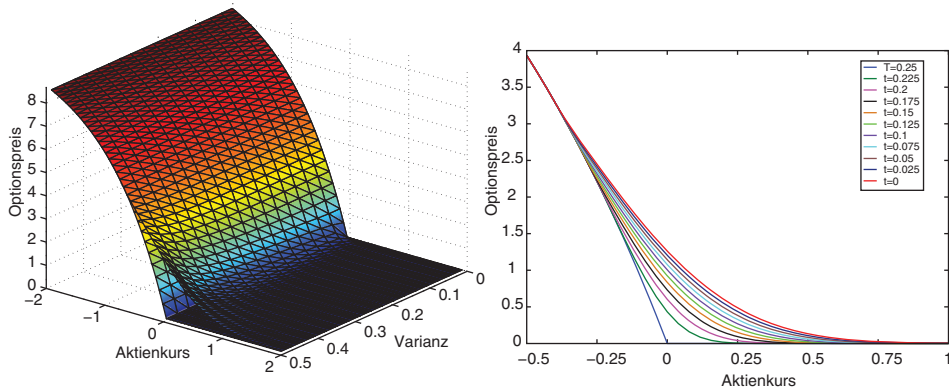 8
7
6
5
4
3
2
1
0
Optionspreis
−2
−1
0
1
2
Aktienkurs
0.5
0.4
0.3
0.2
0.1
0
Varianz
4
3.5
3
2.5
2
1.5
1
0.5
0
Optionspreis
T=0.25
t=0.225
t=0.2
t=0.175
t=0.15
t=0.125
t=0.1
t=0.075
t=0.05
t=0.025
t=0
−0.5 −0.25 0 0.25 0.5 0.75 1
Aktienkurs